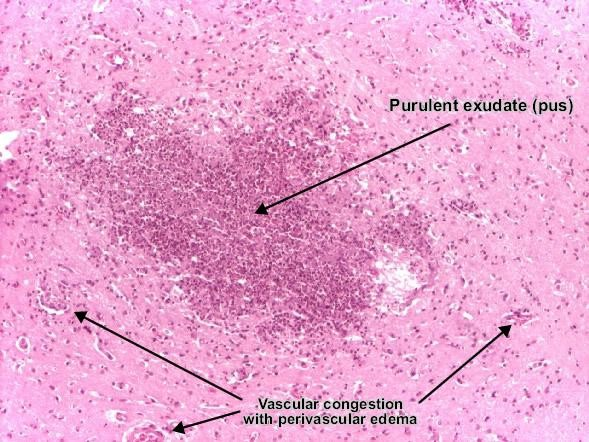 Purulent exudate (pus)
Vascular congestion
with perivascular edema